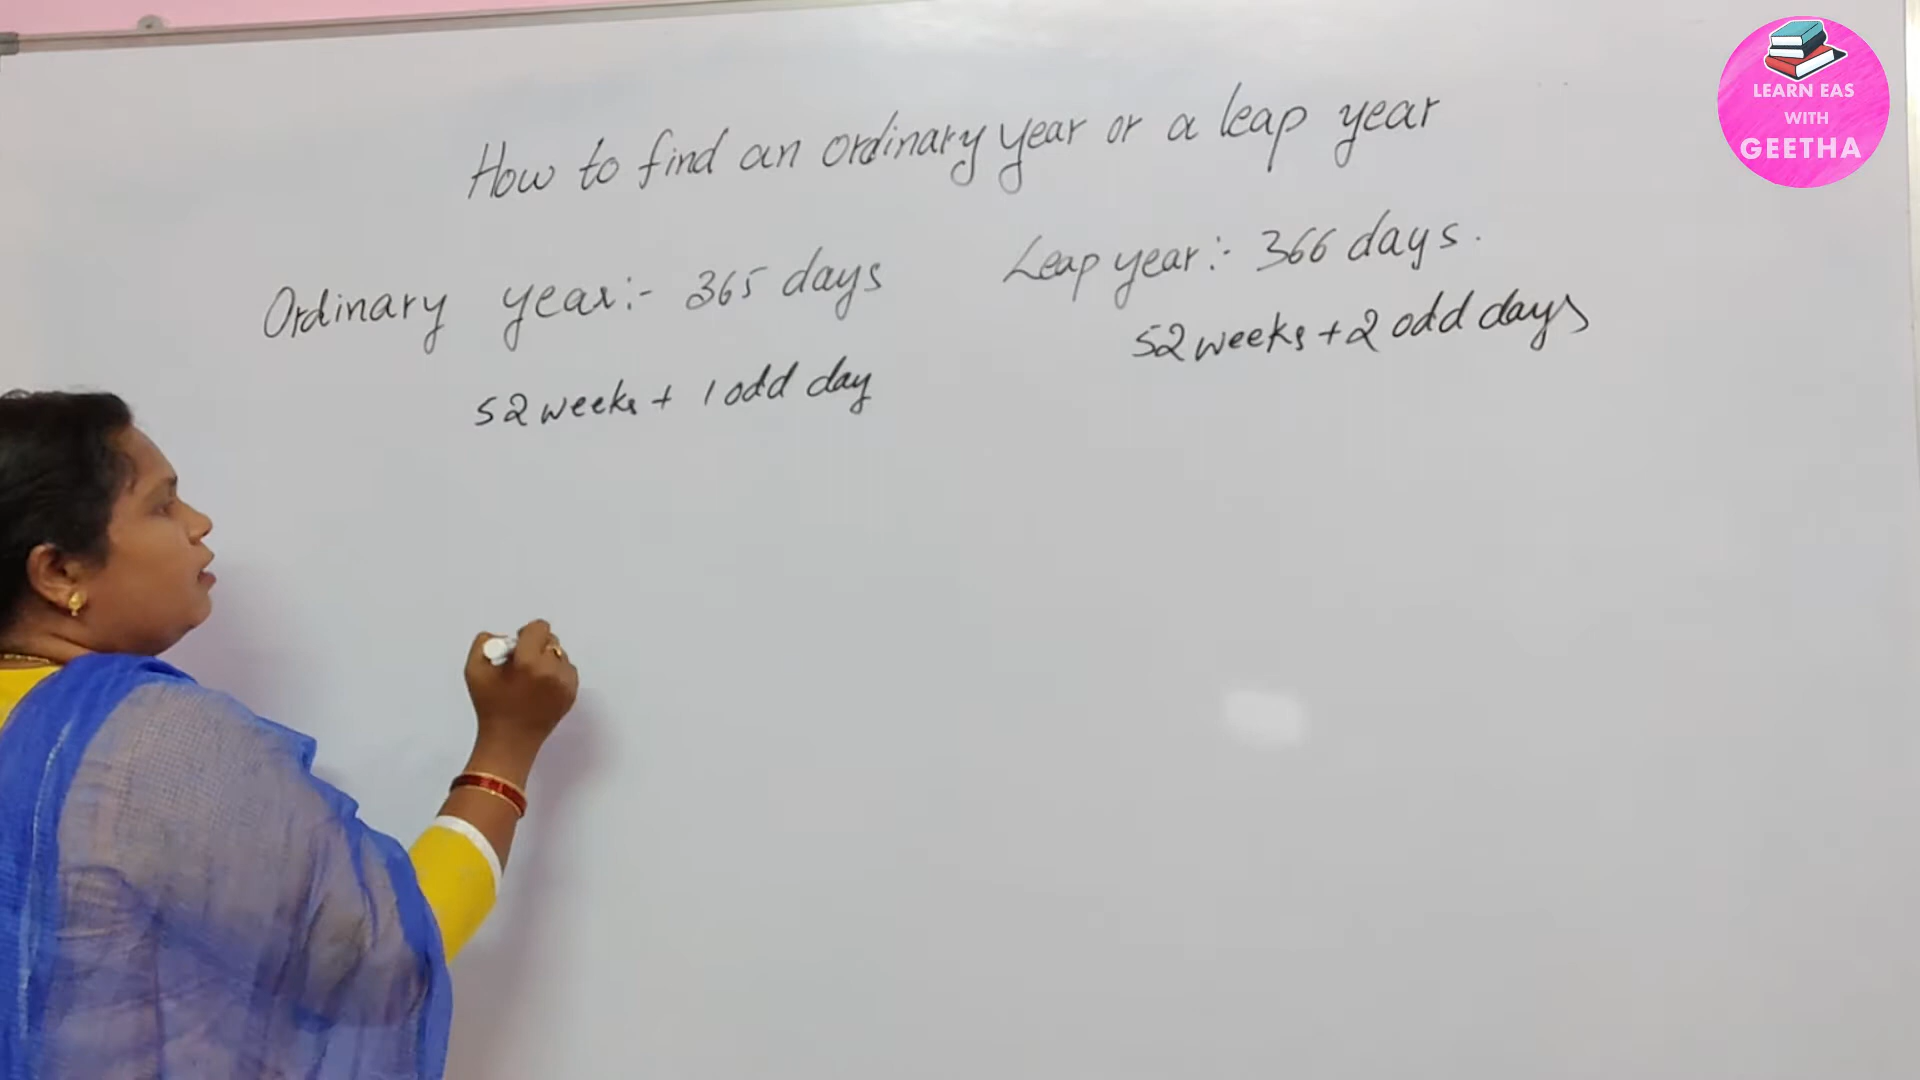 How to find an ordinary year or a leap year
Ordinary year:- 365 days
52 weeks + 1 odd day
Leap year:- 366 days.
52 weeks + 2 odd days
LEARN EAS
WITH
GEETHA